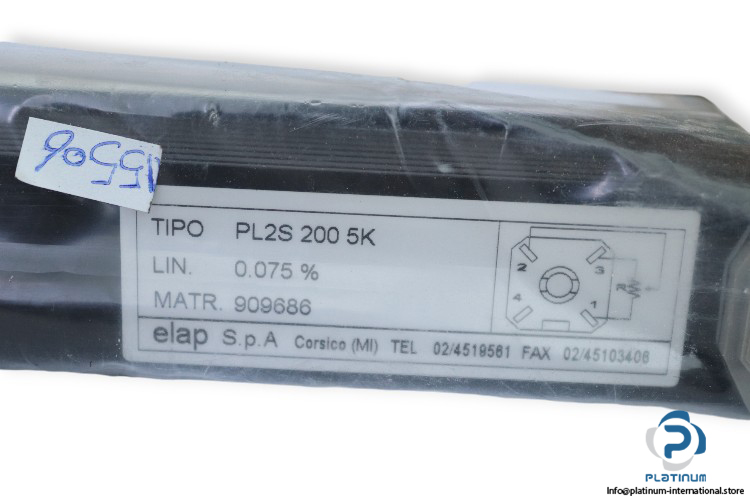 TIPO PL2S 200 5K
LIN. 0.075 %
MATR. 909686
2 3
4 1
R
elap S.p.A Corsico (MI) TEL 02/4519561 FAX 02/45103406
PLATINUM
Info@platinum-international.store